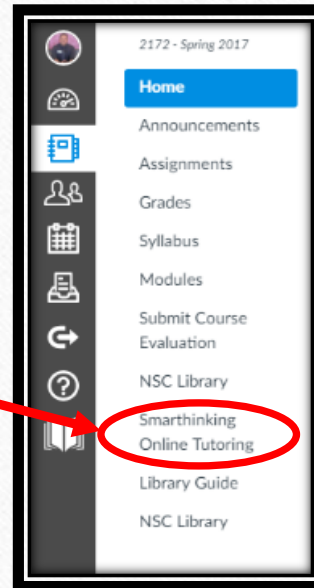 2172 - Spring 2017
Home
Announcements
Assignments
Grades
Syllabus
Modules
Submit Course
Evaluation
NSC Library
Smarthinking
Online Tutoring
Library Guide
NSC Library